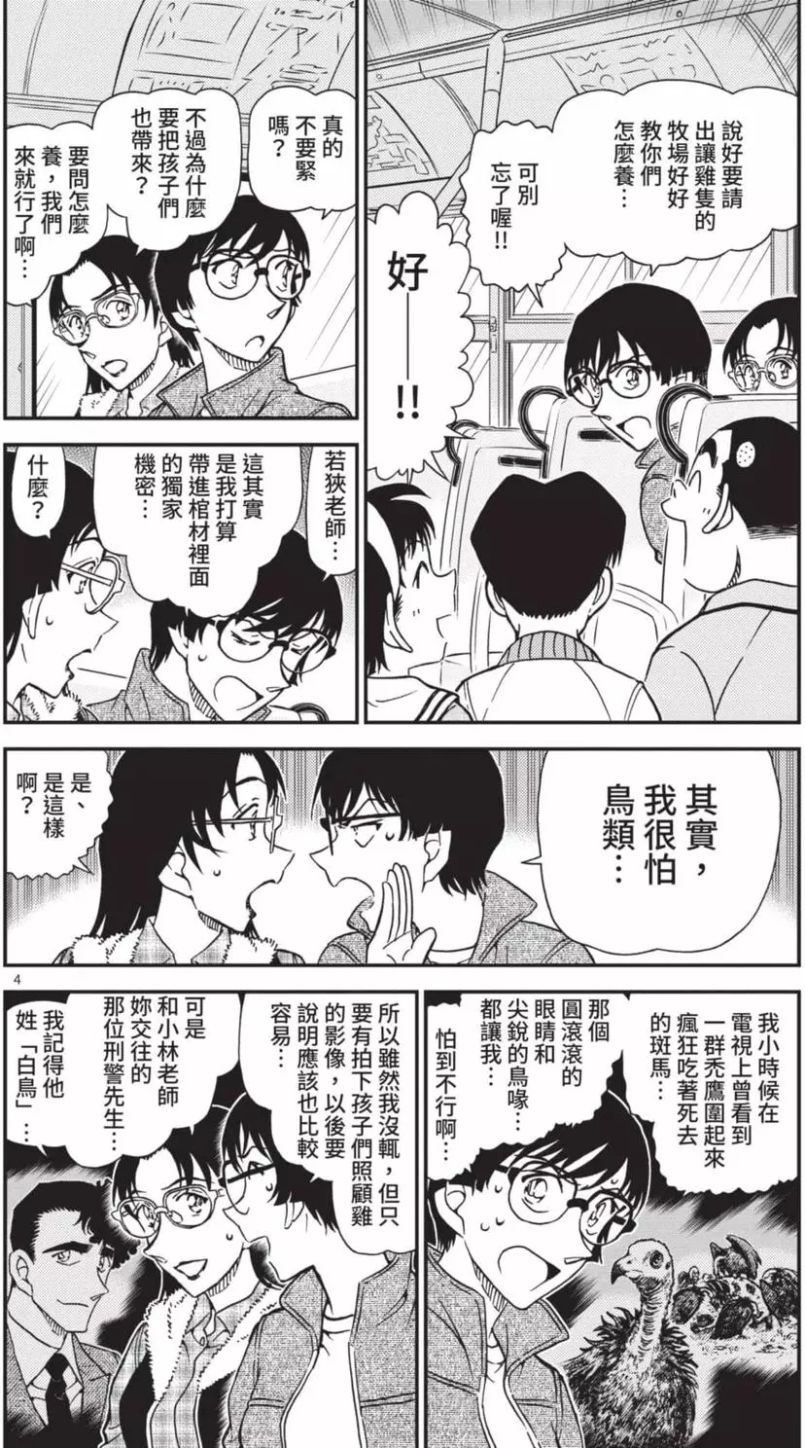 說好要請
出讓雞隻的
牧場好好
教你們
怎麼養…
可別
忘了喔!!
好——!!
真的
不要緊
嗎？
不過為什麼
要把孩子們
也帶來？
要問怎麼
養，我們
來就行了啊…
若狹老師…
這其實
是我打算
帶進棺材裡面
的獨家
機密…
什麼？
其實，
我很怕
鳥類…
是、
是這樣
啊？
4
我小時候在
電視上曾看到
一群禿鷹圍起來
瘋狂吃著死去
的斑馬…
那個
圓滾滾的
眼睛和
尖銳的鳥喙…
都讓我…
怕到不行啊…
所以雖然我沒輒，但只
要有拍下孩子們照顧雞
的影像，以後要
說明應該也比較
容易…
可是
和小林老師
妳交往的
那位刑警先生…
我記得他
姓「白鳥」…